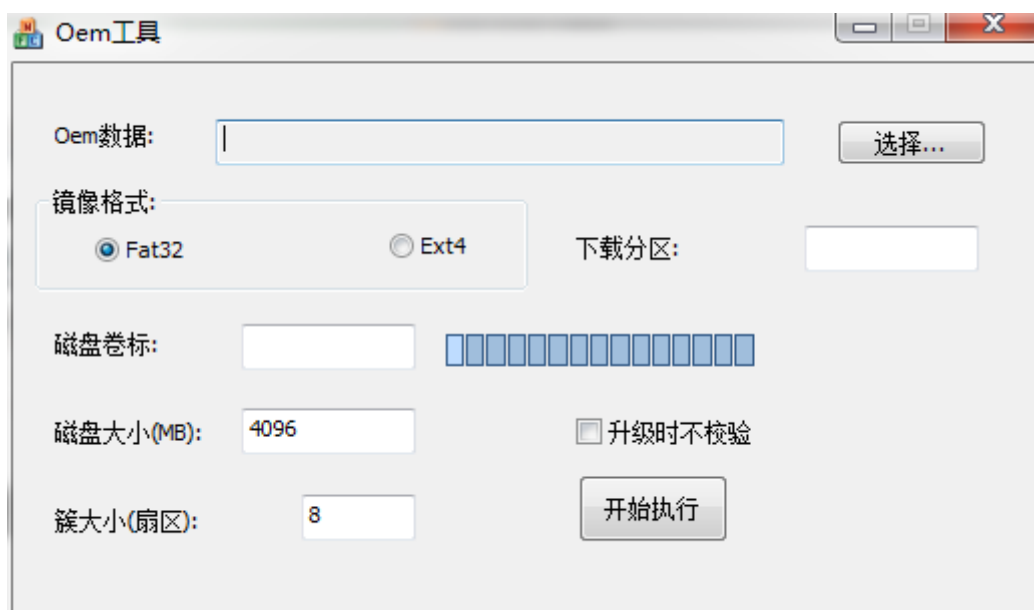 Oem工具
Oem数据:
选择...
镜像格式:
Fat32
Ext4
下载分区:
磁盘卷标:
磁盘大小(MB):
4096
升级时不校验
簇大小(扇区):
8
开始执行